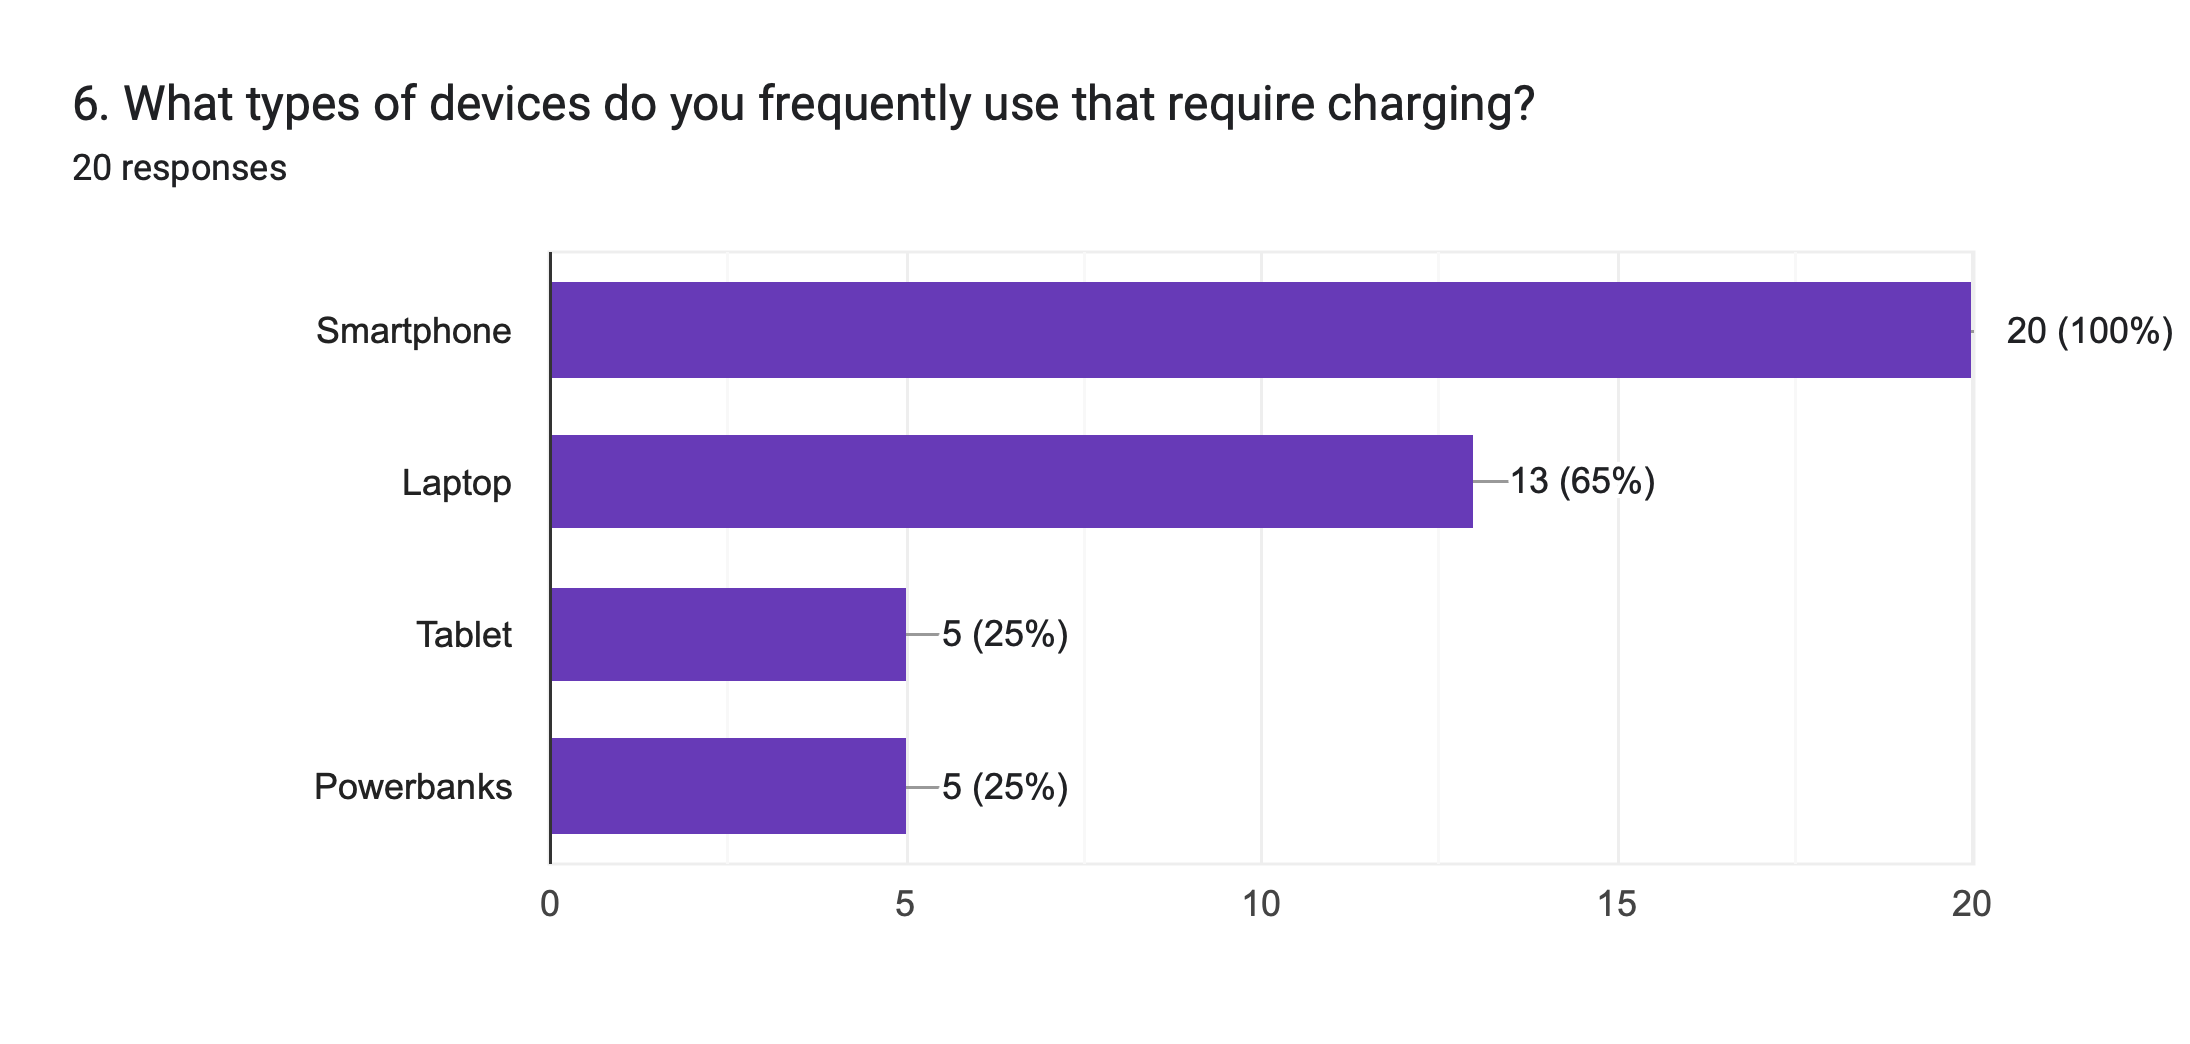 6. What types of devices do you frequently use that require charging?
20 responses
Smartphone
20 (100%)
Laptop
13 (65%)
Tablet
5 (25%)
Powerbanks
5 (25%)
0 5 10 15 20